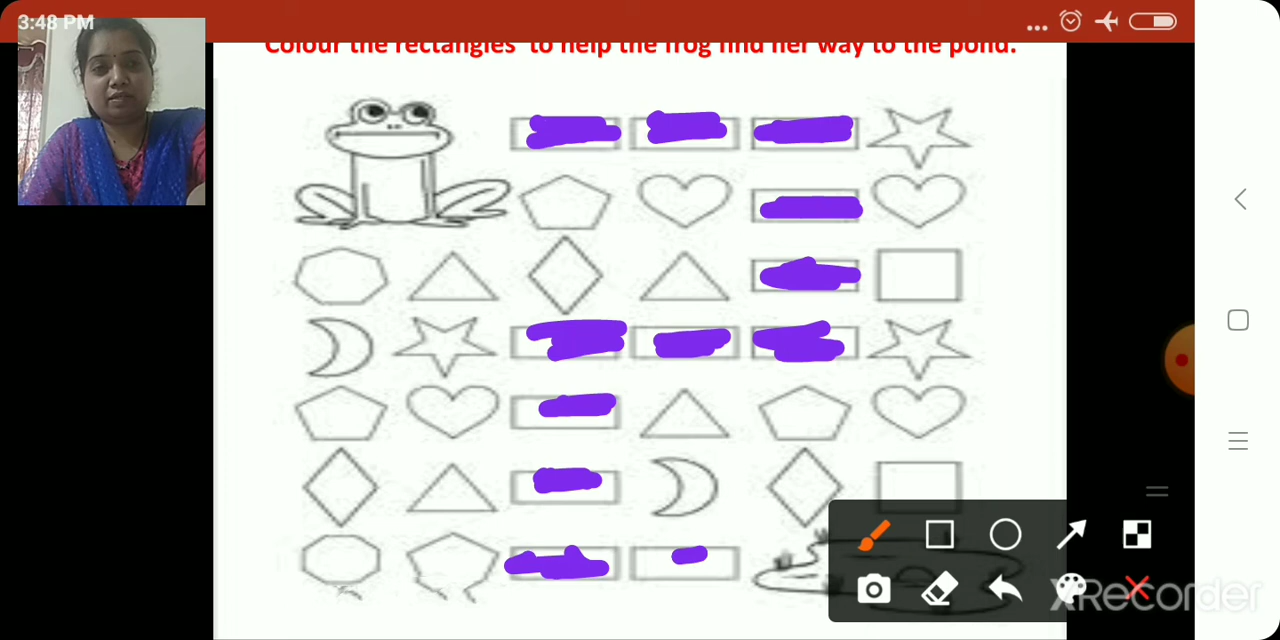 3:48 PM
Colour the rectangles to help the frog find her way to the pond.
XRecorder